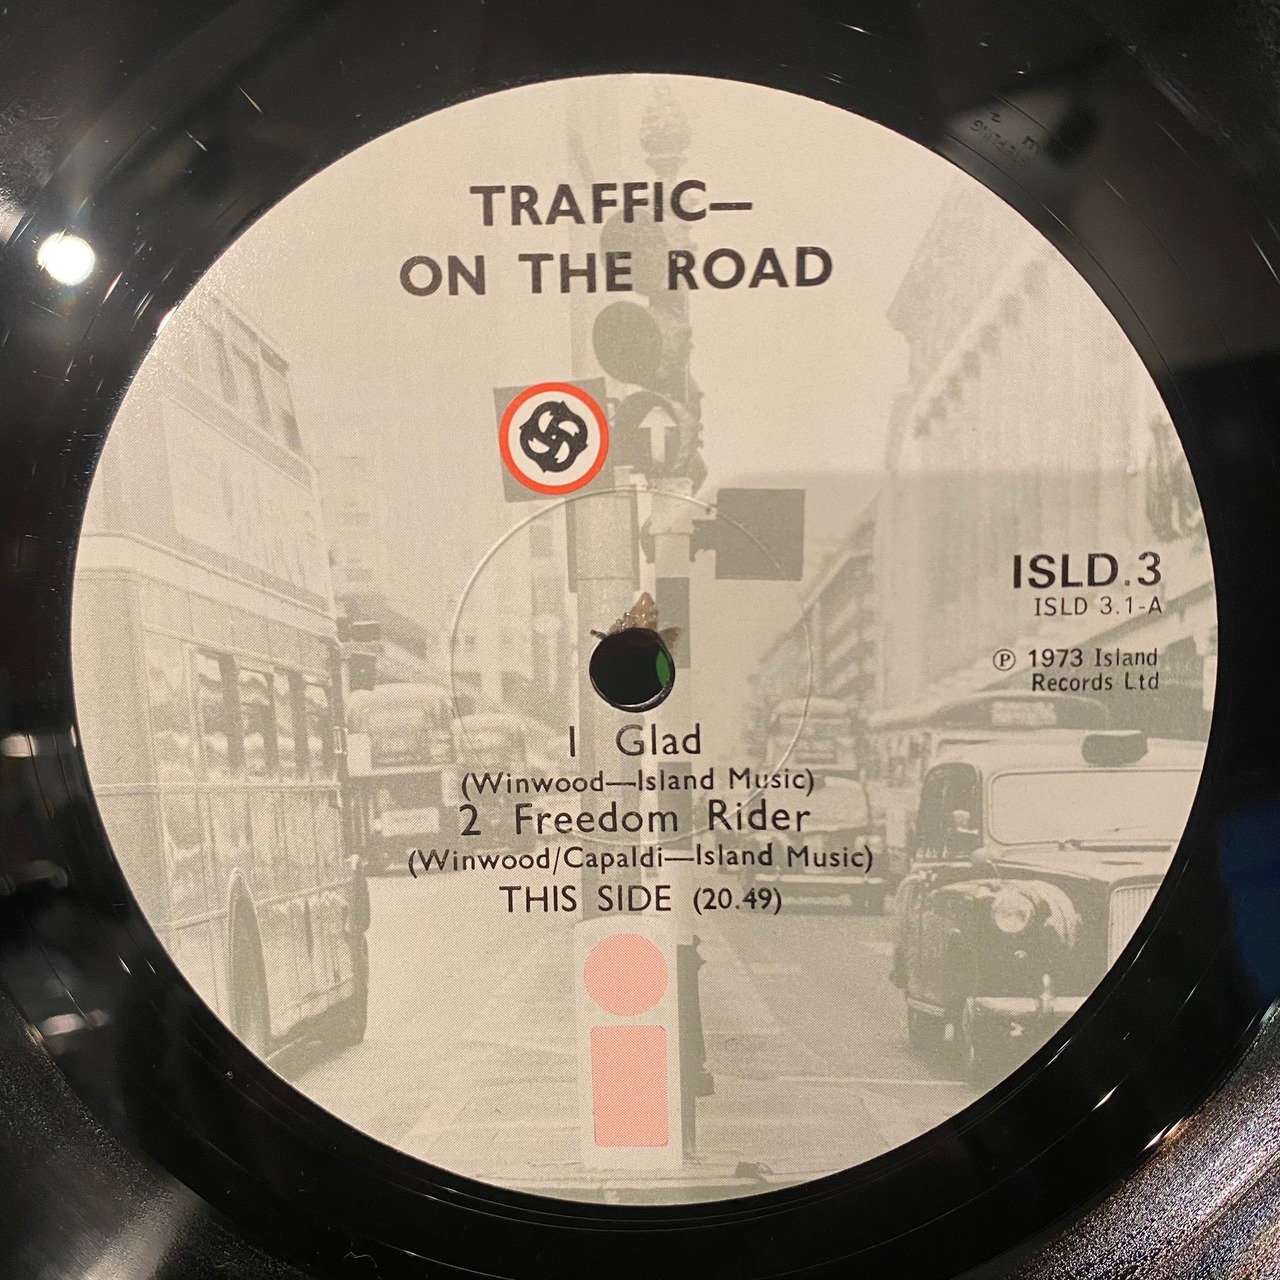 TRAFFIC—
ON THE ROAD
ISLD.3
ISLD 3.1-A
Ⓟ 1973 Island
Records Ltd
1 Glad
(Winwood—Island Music)
2 Freedom Rider
(Winwood/Capaldi—Island Music)
THIS SIDE (20.49)
STERLING